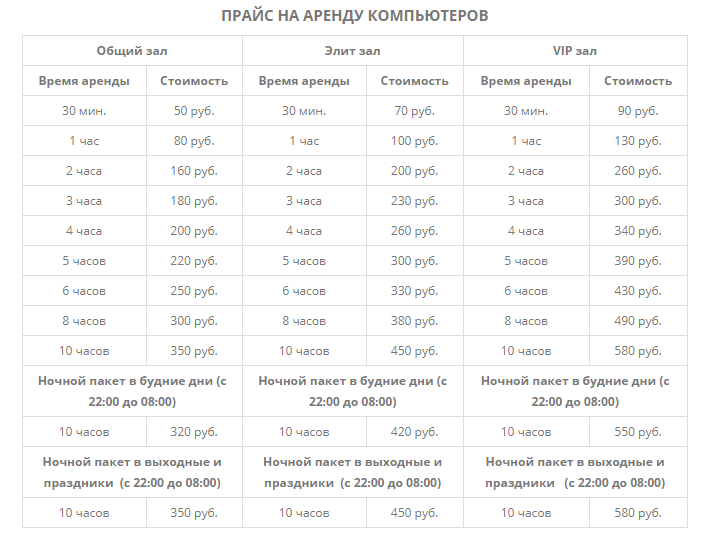 ПРАЙС НА АРЕНДУ КОМПЬЮТЕРОВ
Общий зал Элит зал VIP зал
Время аренды Стоимость Время аренды Стоимость Время аренды Стоимость
30 мин. 50 руб. 30 мин. 70 руб. 30 мин. 90 руб.
1 час 80 руб. 1 час 100 руб. 1 час 130 руб.
2 часа 160 руб. 2 часа 200 руб. 2 часа 260 руб.
3 часа 180 руб. 3 часа 230 руб. 3 часа 300 руб.
4 часа 200 руб. 4 часа 260 руб. 4 часа 340 руб.
5 часов 220 руб. 5 часов 300 руб. 5 часов 390 руб.
6 часов 250 руб. 6 часов 330 руб. 6 часов 430 руб.
8 часов 300 руб. 8 часов 380 руб. 8 часов 490 руб.
10 часов 350 руб. 10 часов 450 руб. 10 часов 580 руб.
Ночной пакет в будние дни (с Ночной пакет в будние дни (с Ночной пакет в будние дни (с
22:00 до 08:00) 22:00 до 08:00) 22:00 до 08:00)
10 часов 320 руб. 10 часов 420 руб. 10 часов 550 руб.
Ночной пакет в выходные и Ночной пакет в выходные и Ночной пакет в выходные и
праздники (с 22:00 до 08:00) праздники (с 22:00 до 08:00) праздники (с 22:00 до 08:00)
10 часов 350 руб. 10 часов 450 руб. 10 часов 580 руб.